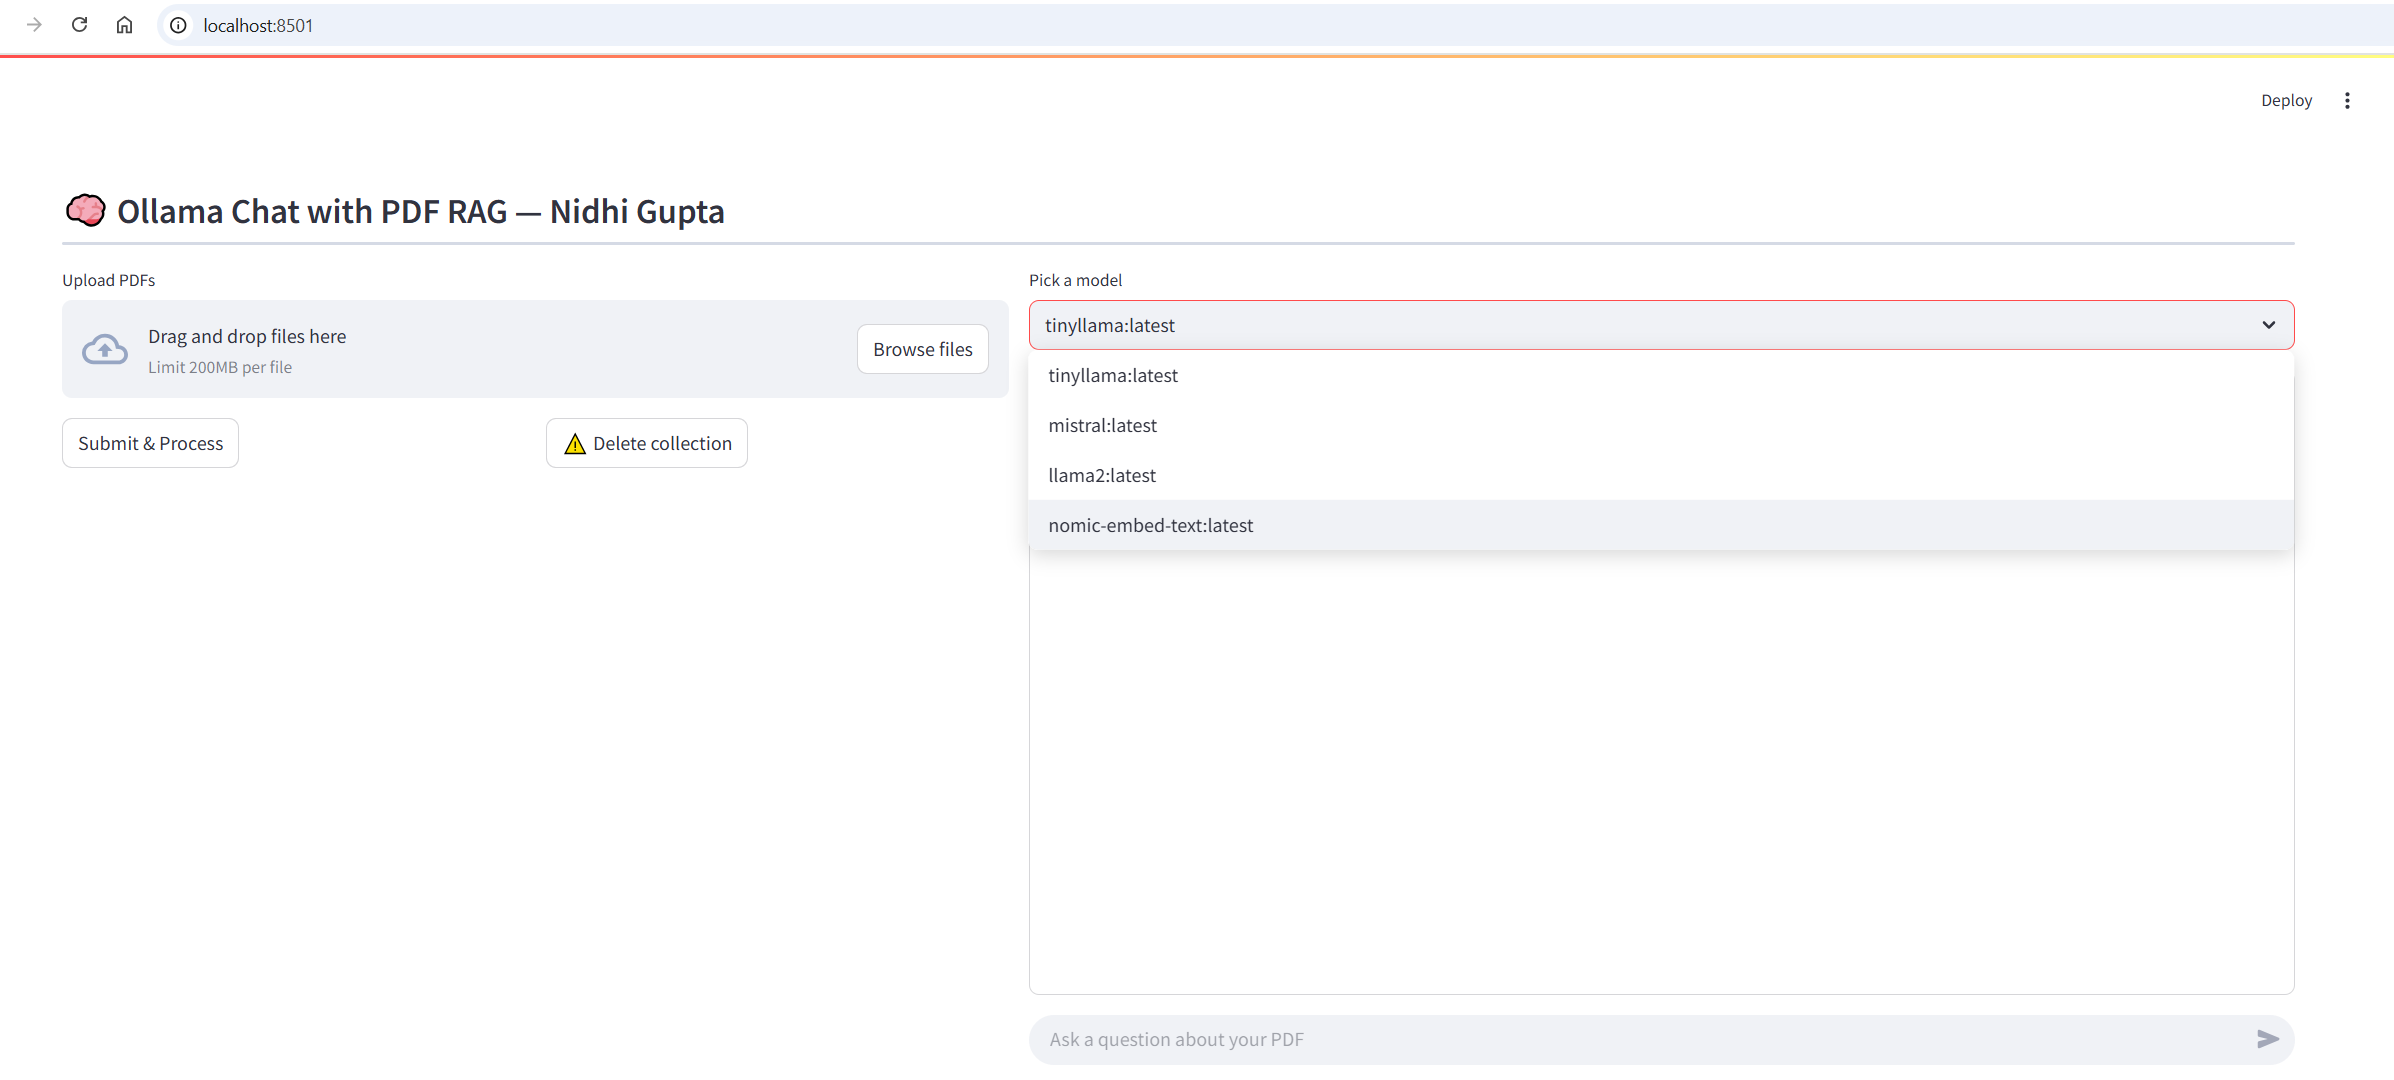 localhost:8501
Deploy
Ollama Chat with PDF RAG — Nidhi Gupta
Upload PDFs
Drag and drop files here
Limit 200MB per file
Browse files
Submit & Process
Delete collection
Pick a model
tinyllama:latest
tinyllama:latest
mistral:latest
llama2:latest
nomic-embed-text:latest
Ask a question about your PDF